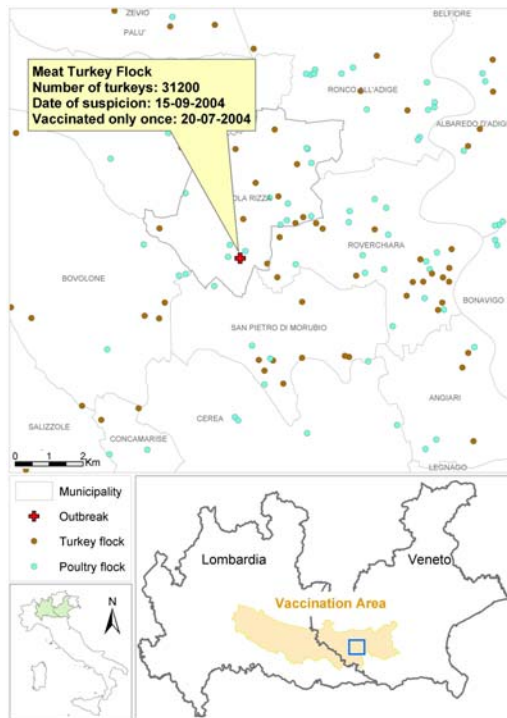 ZEVIO
PALU'
BELFIORE
Meat Turkey Flock
Number of turkeys: 31200
Date of suspicion: 15-09-2004
Vaccinated only once: 20-07-2004
RONCO ALL'ADIGE
ALBAREDO D'ADIGE
OLA RIZZA
ROVERCHIARA
BOVOLONE
BONAVIGO
SAN PIETRO DI MORUBIO
ANGIARI
CEREA
SALIZZOLE
CONCAMARISE
LEGNAGO
0 1 2
Km
Municipality
Outbreak
Turkey flock
Poultry flock
N
Lombardia
Veneto
Vaccination Area